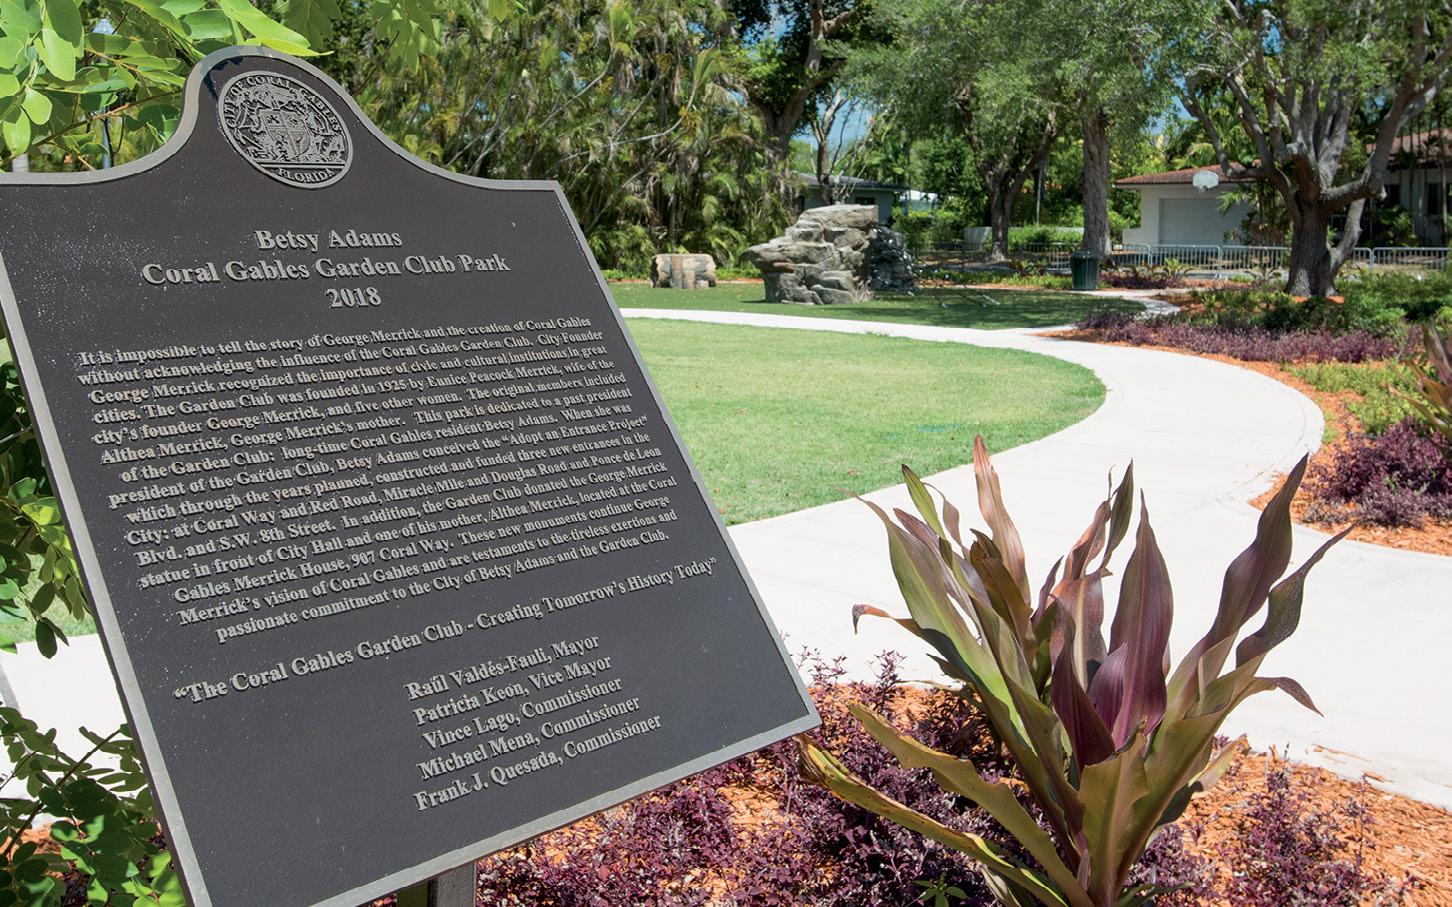 CITY OF CORAL GABLES
FLORIDA
Betsy Adams
Coral Gables Garden Club Park
2018
It is impossible to tell the story of George Merrick and the creation of Coral Gables
without acknowledging the influence of the Coral Gables Garden Club. City Founder
George Merrick recognized the importance of civic and cultural institutions in great
cities. The Garden Club was founded in 1925 by Eunice Peacock Merrick, wife of the
city's founder George Merrick, and five other women. The original members included
Althea Merrick, George Merrick's mother. This park is dedicated to a past president
of the Garden Club: long-time Coral Gables resident Betsy Adams. When she was
president of the Garden Club, Betsy Adams conceived the "Adopt an Entrance Project"
which through the years planned, constructed and funded three new entrances in the
City: at Coral Way and Red Road, Miracle Mile and Douglas Road and Ponce de Leon
Blvd. and S.W. 8th Street. In addition, the Garden Club donated the George Merrick
statue in front of City Hall and one of his mother, Althea Merrick, located at the Coral
Gables Merrick House, 907 Coral Way. These new monuments continue George
Merrick's vision of Coral Gables and are testaments to the tireless exertions and
passionate commitment to the City of Betsy Adams and the Garden Club.
"The Coral Gables Garden Club - Creating Tomorrow's History Today"
Raúl Valdés-Fauli, Mayor
Patricia Keon, Vice Mayor
Vince Lago, Commissioner
Michael Mena, Commissioner
Frank J. Quesada, Commissioner